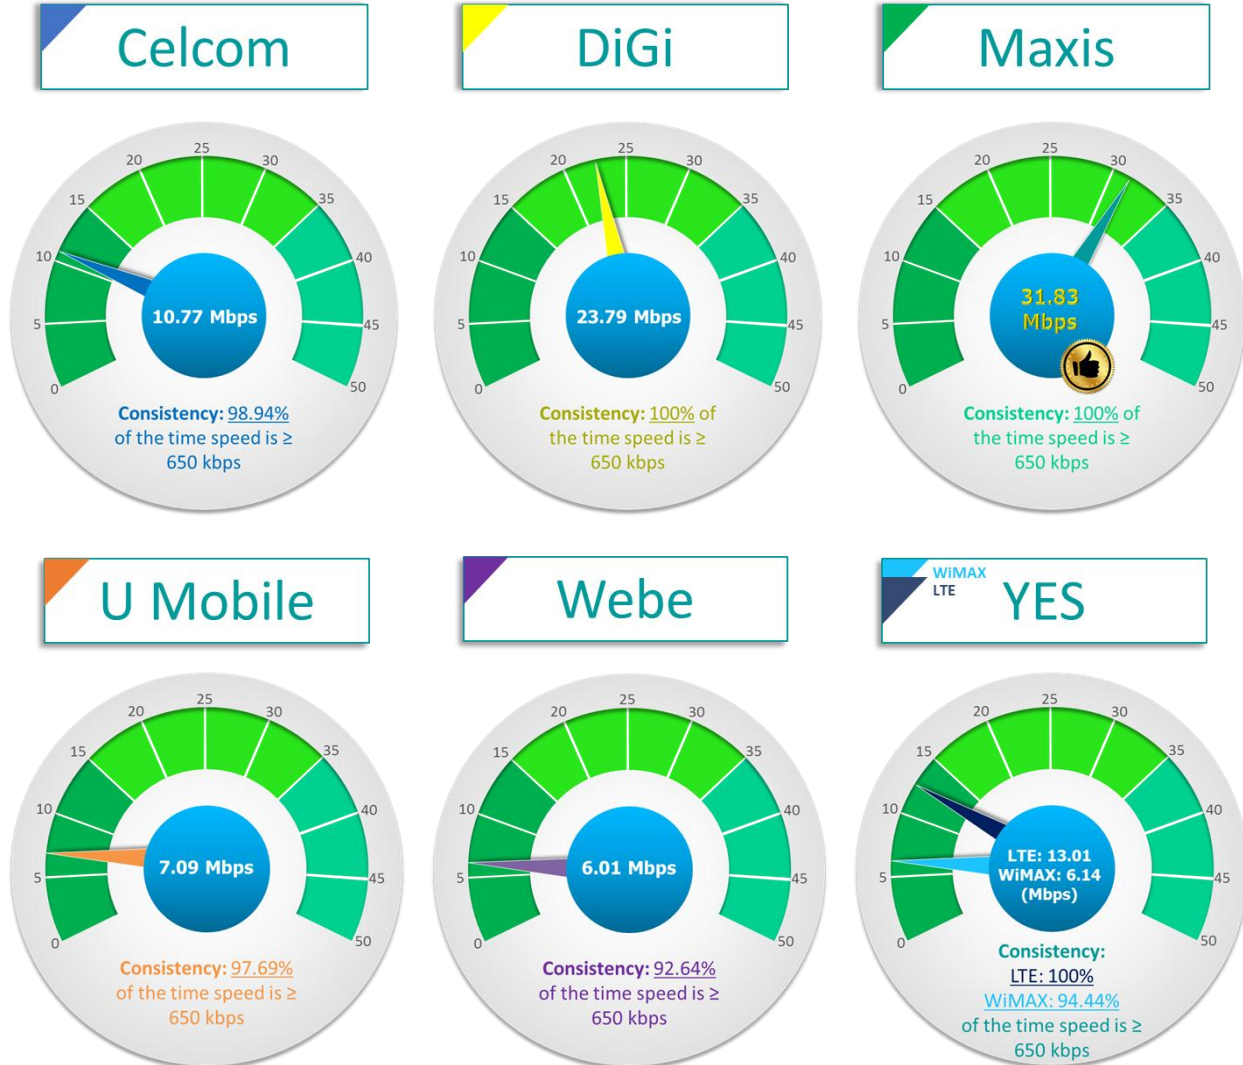 Celcom
DiGi
Maxis
25
20
30
15
35
10
40
5
45
0
50
10.77 Mbps
Consistency: 98.94%
of the time speed is ≥
650 kbps
25
20
30
15
35
10
40
5
45
0
50
23.79 Mbps
Consistency: 100% of
the time speed is ≥
650 kbps
25
20
30
15
35
10
40
5
45
0
50
31.83
Mbps
Consistency: 100% of
the time speed is ≥
650 kbps
U Mobile
Webe
WiMAX
LTE
YES
25
20
30
15
35
10
40
5
45
0
50
7.09 Mbps
Consistency: 97.69%
of the time speed is ≥
650 kbps
25
20
30
15
35
10
40
5
45
0
50
6.01 Mbps
Consistency: 92.64%
of the time speed is ≥
650 kbps
25
20
30
15
35
10
40
5
45
0
50
LTE: 13.01
WiMAX: 6.14
(Mbps)
Consistency:
LTE: 100%
WiMAX: 94.44%
of the time speed is ≥
650 kbps